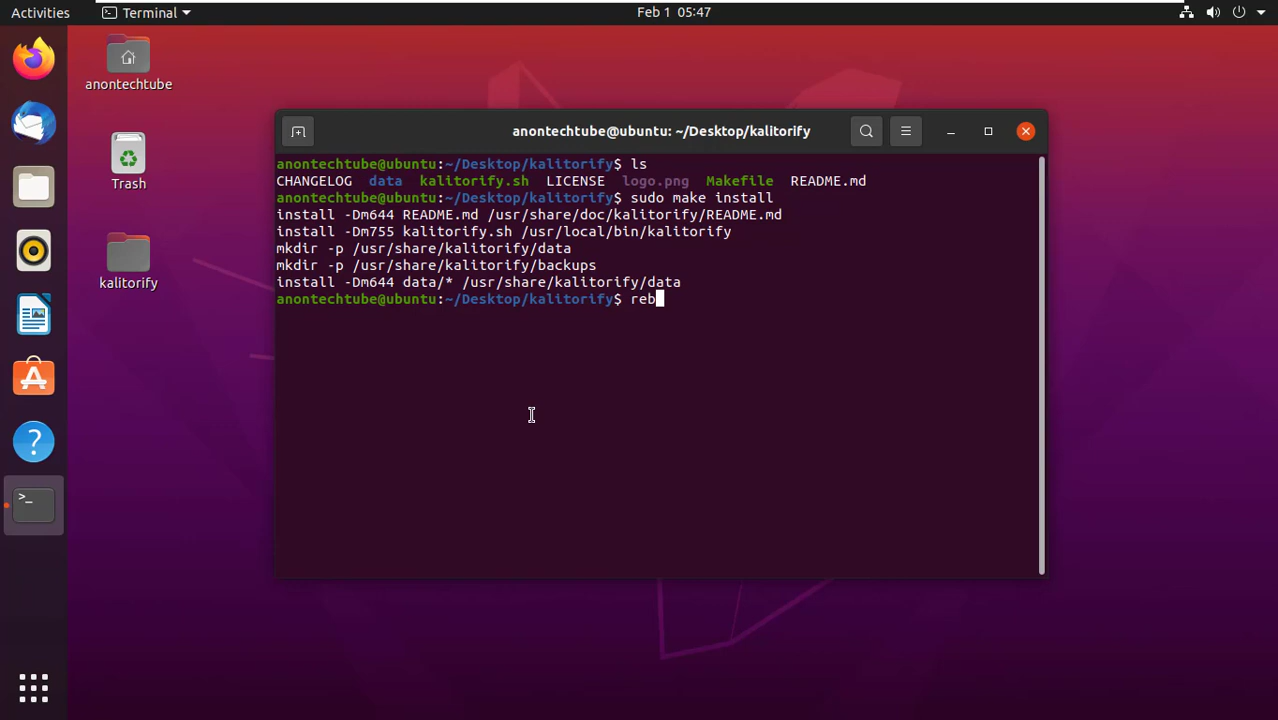 Activities
Terminal
Feb 1 05:47
anontechtube
Trash
kalitorify
anontechtube@ubuntu: ~/Desktop/kalitorify
anontechtube@ubuntu:~/Desktop/kalitorify$ ls
CHANGELOG data kalitorify.sh LICENSE logo.png Makefile README.md
anontechtube@ubuntu:~/Desktop/kalitorify$ sudo make install
install -Dm644 README.md /usr/share/doc/kalitorify/README.md
install -Dm755 kalitorify.sh /usr/local/bin/kalitorify
mkdir -p /usr/share/kalitorify/data
mkdir -p /usr/share/kalitorify/backups
install -Dm644 data/* /usr/share/kalitorify/data
anontechtube@ubuntu:~/Desktop/kalitorify$ reb